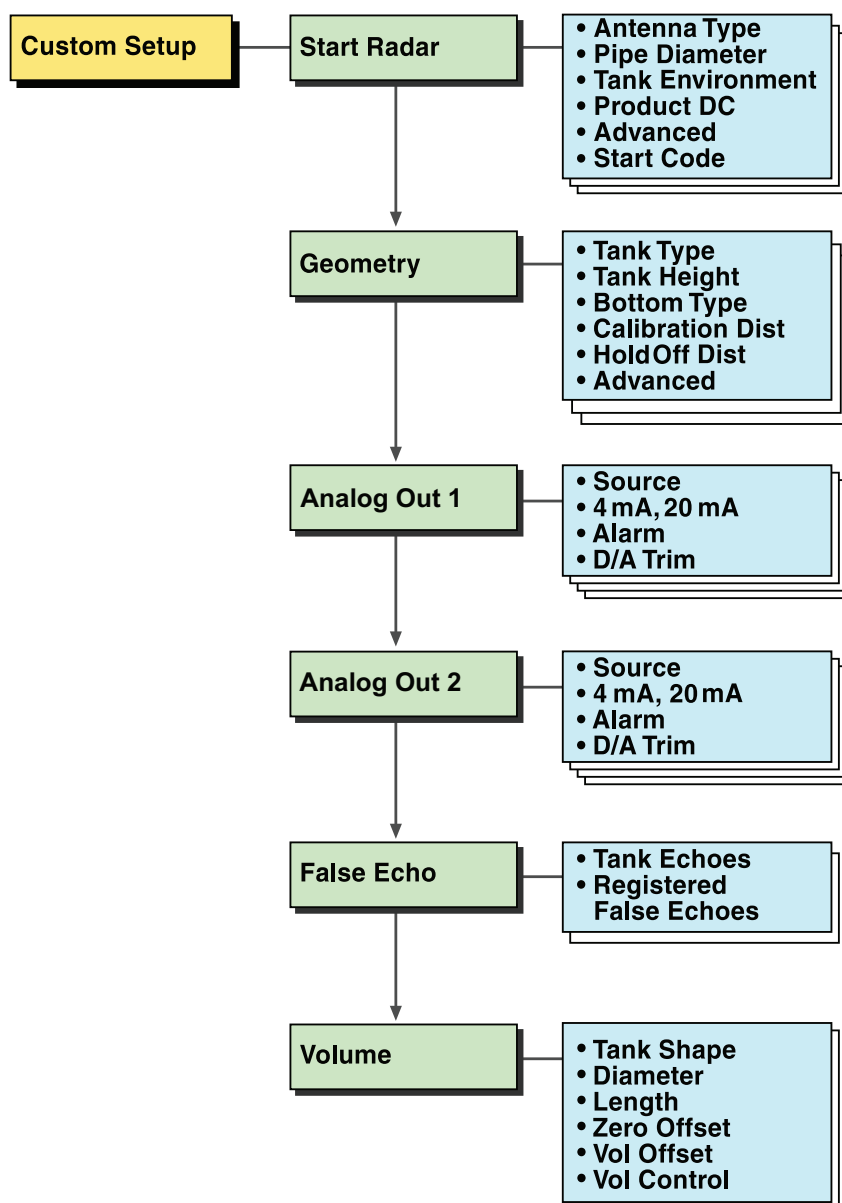 Custom Setup
Start Radar
• Antenna Type
• Pipe Diameter
• Tank Environment
• Product DC
• Advanced
• Start Code
Geometry
• Tank Type
• Tank Height
• Bottom Type
• Calibration Dist
• HoldOff Dist
• Advanced
Analog Out 1
• Source
• 4 mA, 20 mA
• Alarm
• D/A Trim
Analog Out 2
• Source
• 4 mA, 20 mA
• Alarm
• D/A Trim
False Echo
• Tank Echoes
• Registered
False Echoes
Volume
• Tank Shape
• Diameter
• Length
• Zero Offset
• Vol Offset
• Vol Control